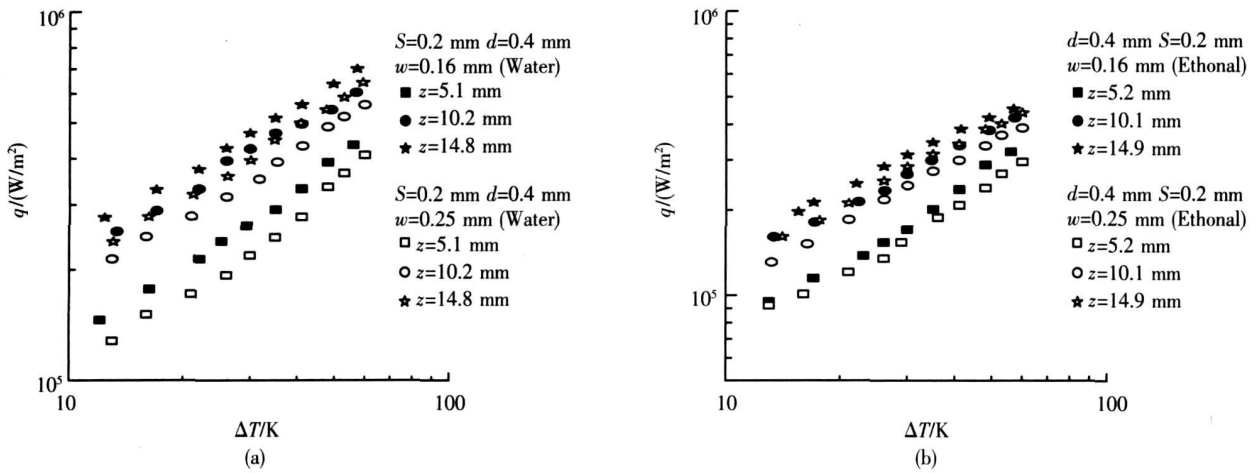 10⁶
q/(W/m²)
10⁵
10
100
ΔT/K
(a)
S=0.2 mm d=0.4 mm
w=0.16 mm (Water)
■ z=5.1 mm
● z=10.2 mm
★ z=14.8 mm
S=0.2 mm d=0.4 mm
w=0.25 mm (Water)
□ z=5.1 mm
○ z=10.2 mm
☆ z=14.8 mm
10⁶
q/(W/m²)
10⁵
10
100
ΔT/K
(b)
d=0.4 mm S=0.2 mm
w=0.16 mm (Ethonal)
■ z=5.2 mm
● z=10.1 mm
★ z=14.9 mm
d=0.4 mm S=0.2 mm
w=0.25 mm (Ethonal)
□ z=5.2 mm
○ z=10.1 mm
☆ z=14.9 mm